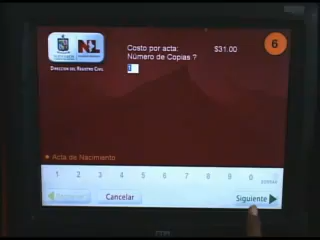 Costo por acta: $31.00
6
Número de Copias ?
1
NL
DIRECCION DEL REGISTRO CIVIL
Acta de Nacimiento
1 2 3 4 5 6 7 8 9 0
Cancelar
Siguiente